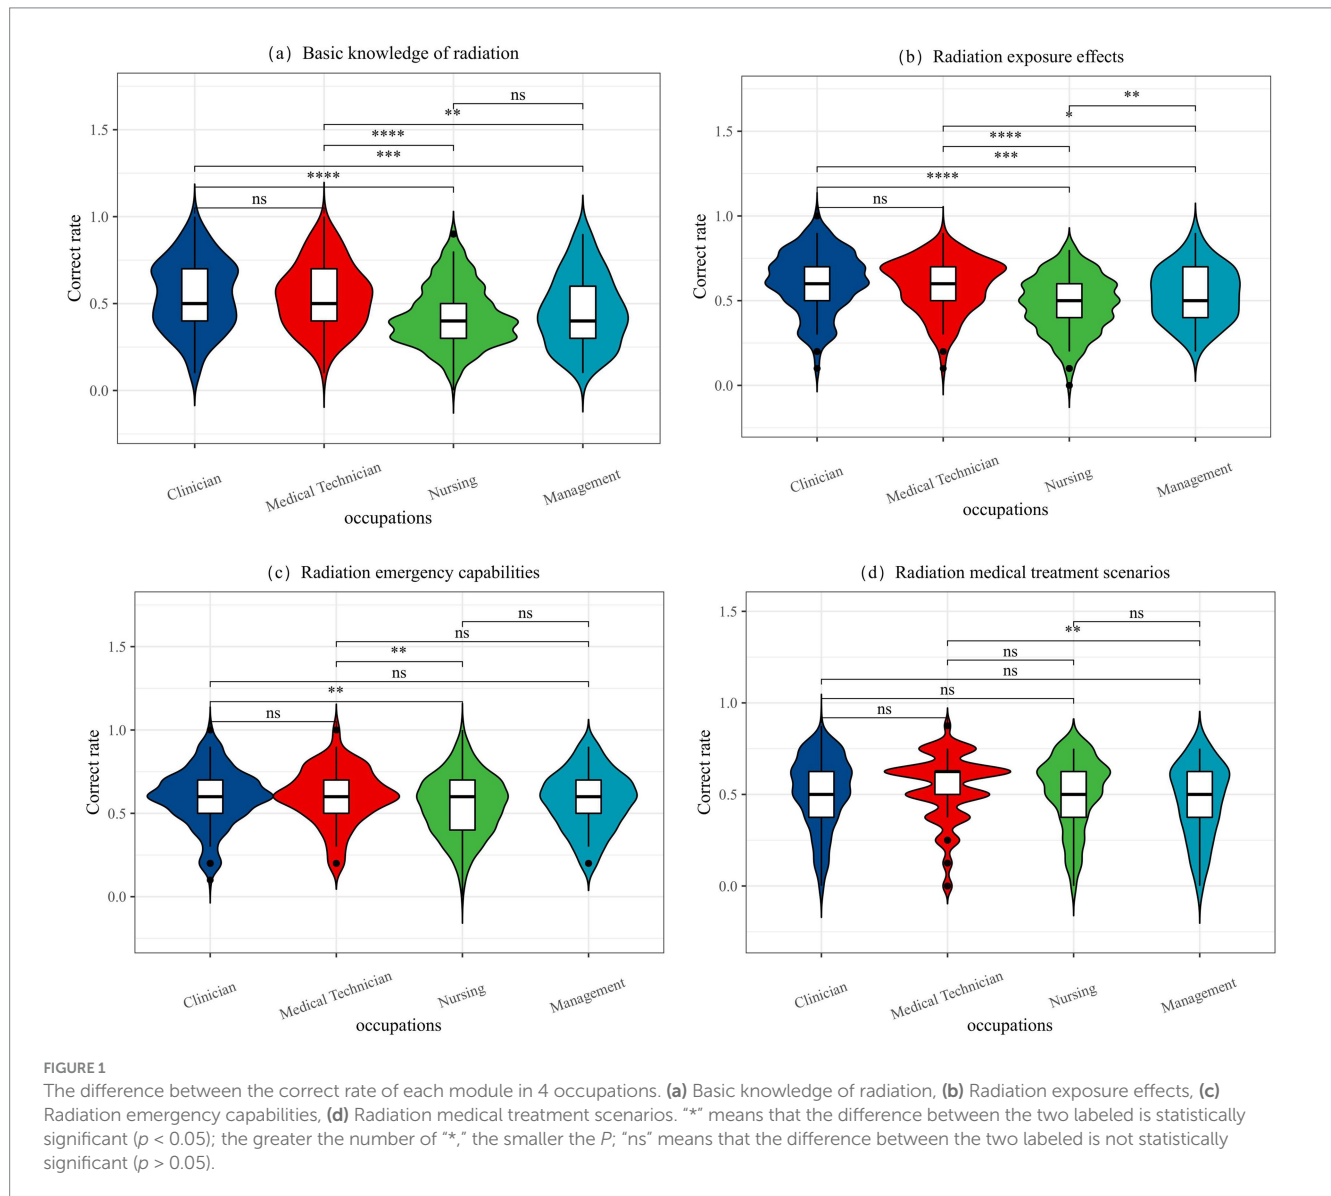 (a) Basic knowledge of radiation
ns
**
****
***
****
ns
1.5
1.0
0.5
0.0
Correct rate
Clinician
Medical Technician
Nursing
Management
occupations
(b) Radiation exposure effects
**
*
****
***
****
ns
1.5
1.0
0.5
0.0
Correct rate
Clinician
Medical Technician
Nursing
Management
occupations
(c) Radiation emergency capabilities
ns
ns
**
ns
**
ns
1.5
1.0
0.5
0.0
Correct rate
Clinician
Medical Technician
Nursing
Management
occupations
(d) Radiation medical treatment scenarios
ns
**
ns
ns
ns
ns
1.5
1.0
0.5
0.0
Correct rate
Clinician
Medical Technician
Nursing
Management
occupations
FIGURE 1
The difference between the correct rate of each module in 4 occupations. (a) Basic knowledge of radiation, (b) Radiation exposure effects, (c)
Radiation emergency capabilities, (d) Radiation medical treatment scenarios. “*” means that the difference between the two labeled is statistically
significant (p < 0.05); the greater the number of “*,” the smaller the P; “ns” means that the difference between the two labeled is not statistically
significant (p > 0.05).